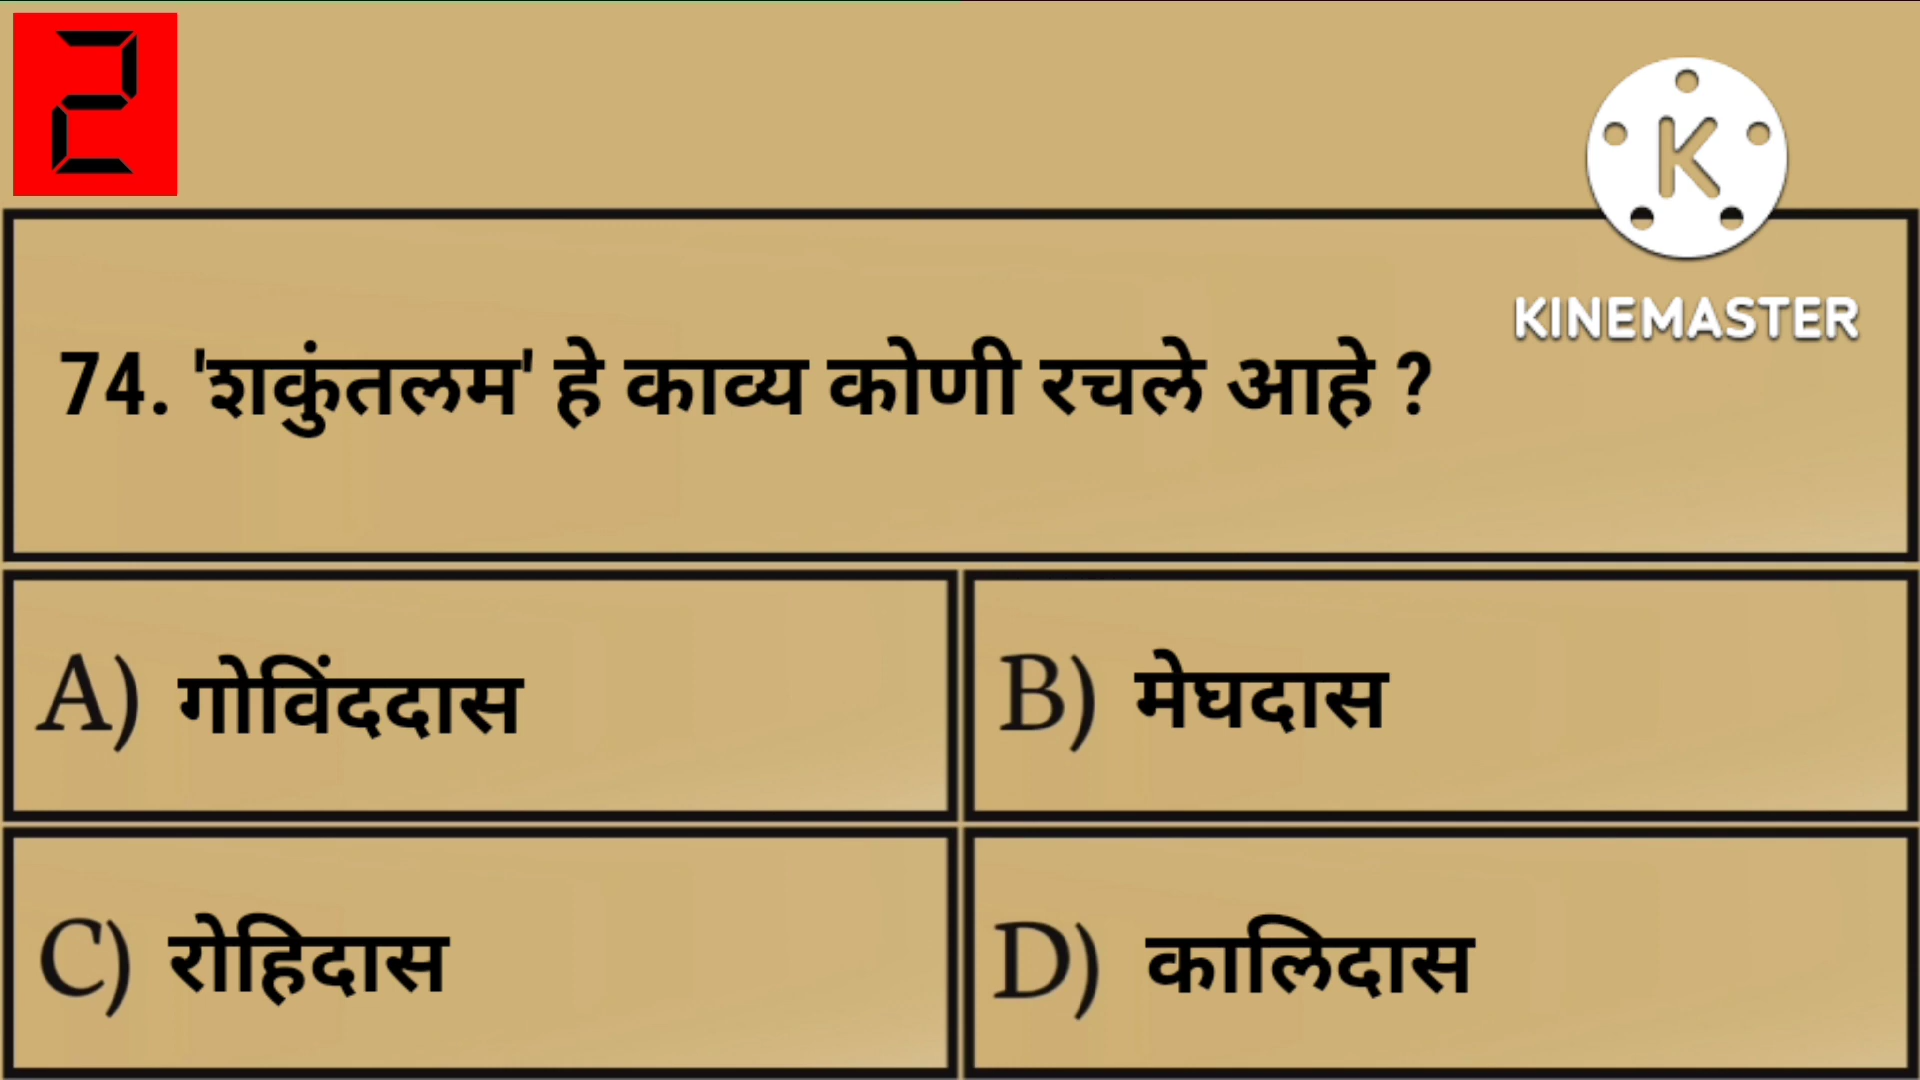 2
KINEMASTER
74. 'शकुंतलम' हे काव्य कोणी रचले आहे ?
A) गोविंददास
B) मेघदास
C) रोहिदास
D) कालिदास